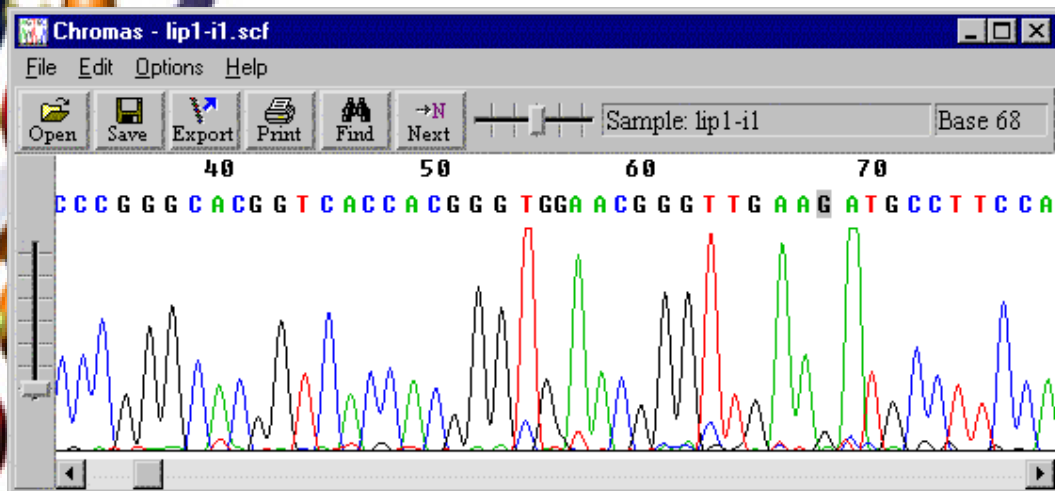 Chromas - lip1-i1.scf
File Edit Options Help
Open Save Export Print Find →N Next Sample: lip1-i1 Base 68
40 50 60 70
C C C G G G C A C G G T C A C C A C G G G T G G A A C G G G T T G A A G A T G C C T T C C A